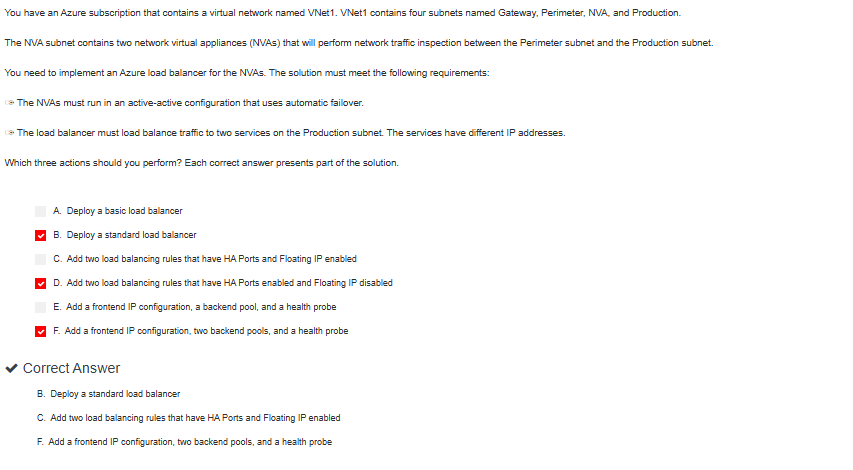 You have an Azure subscription that contains a virtual network named VNet1. VNet1 contains four subnets named Gateway, Perimeter, NVA, and Production.
The NVA subnet contains two network virtual appliances (NVAs) that will perform network traffic inspection between the Perimeter subnet and the Production subnet.
You need to implement an Azure load balancer for the NVAs. The solution must meet the following requirements:
The NVAs must run in an active-active configuration that uses automatic failover.
The load balancer must load balance traffic to two services on the Production subnet. The services have different IP addresses.
Which three actions should you perform? Each correct answer presents part of the solution.
A. Deploy a basic load balancer
B. Deploy a standard load balancer
C. Add two load balancing rules that have HA Ports and Floating IP enabled
D. Add two load balancing rules that have HA Ports enabled and Floating IP disabled
E. Add a frontend IP configuration, a backend pool, and a health probe
F. Add a frontend IP configuration, two backend pools, and a health probe
Correct Answer
B. Deploy a standard load balancer
C. Add two load balancing rules that have HA Ports and Floating IP enabled
F. Add a frontend IP configuration, two backend pools, and a health probe